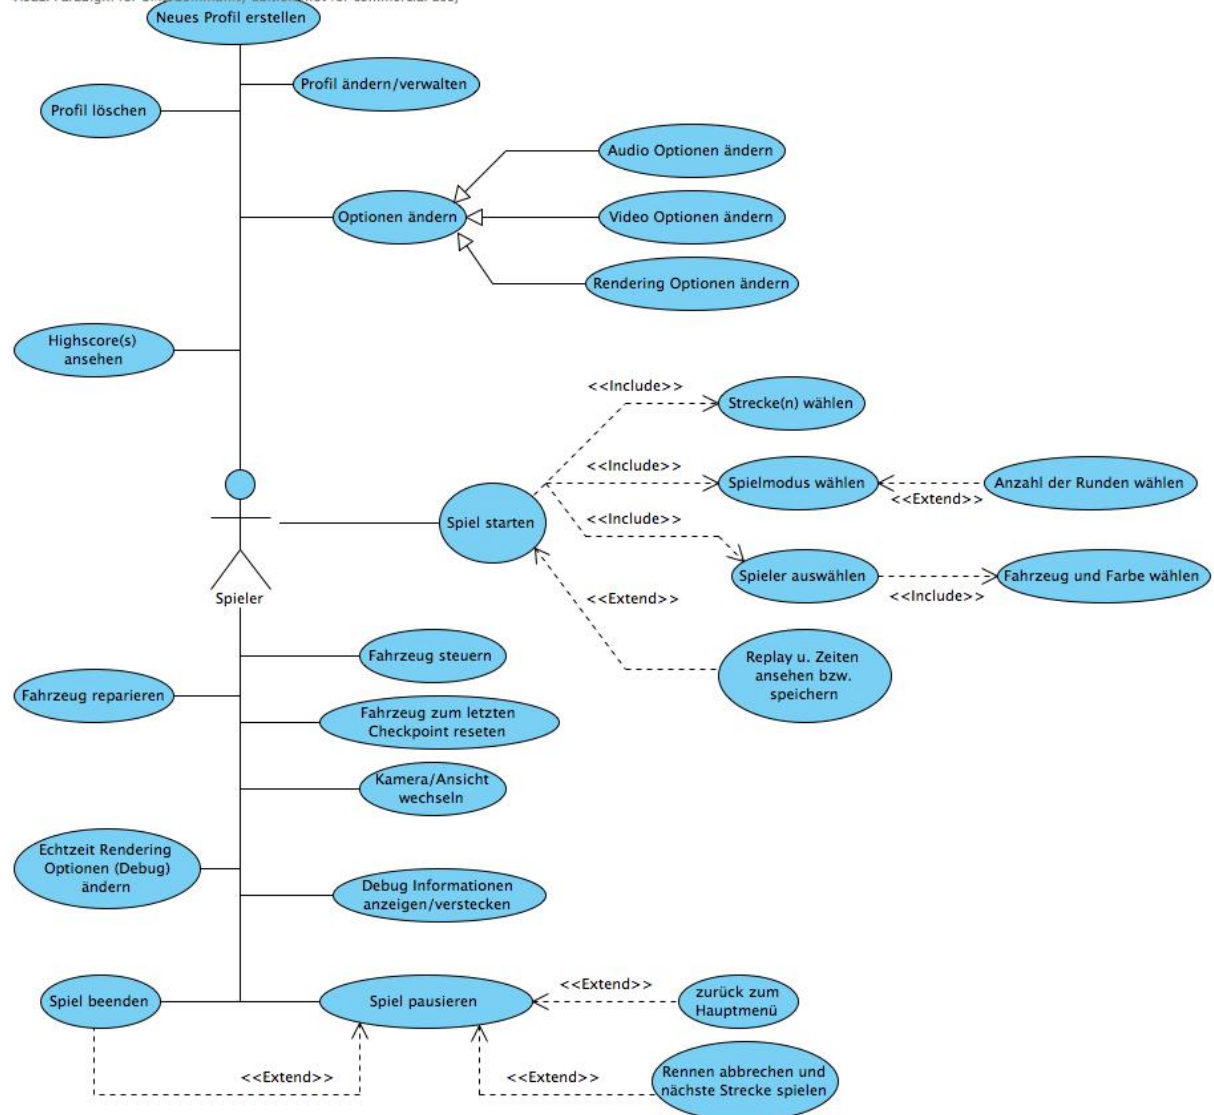 Neues Profil erstellen
Profil ändern/verwalten
Profil löschen
Audio Optionen ändern
Optionen ändern
Video Optionen ändern
Rendering Optionen ändern
Highscore(s)
ansehen
<<Include>>
Strecke(n) wählen
<<Include>>
Spielmodus wählen
Anzahl der Runden wählen
<<Extend>>
Spiel starten
<<Include>>
Spieler auswählen
Fahrzeug und Farbe wählen
<<Include>>
Spieler
<<Extend>>
Replay u. Zeiten
ansehen bzw.
speichern
Fahrzeug steuern
Fahrzeug reparieren
Fahrzeug zum letzten
Checkpoint reseten
Kamera/Ansicht
wechseln
Echtzeit Rendering
Optionen (Debug)
ändern
Debug Informationen
anzeigen/verstecken
Spiel beenden
Spiel pausieren
<<Extend>>
zurück zum
Hauptmenü
<<Extend>>
<<Extend>>
Rennen abbrechen und
nächste Strecke spielen